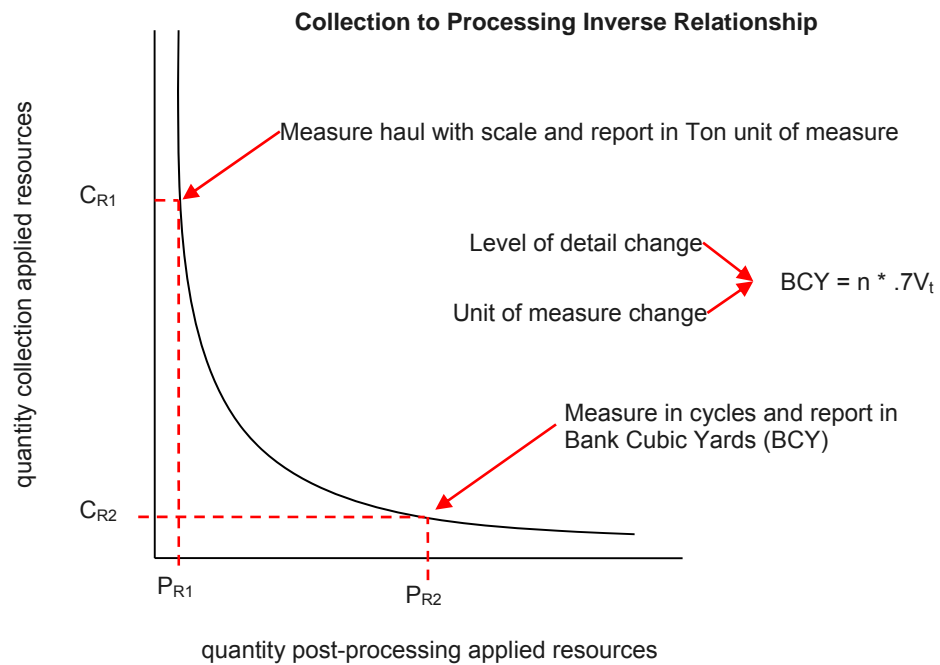 Collection to Processing Inverse Relationship
quantity collection applied resources
Measure haul with scale and report in Ton unit of measure
C_R1
Level of detail change
BCY = n * .7V_t
Unit of measure change
Measure in cycles and report in
Bank Cubic Yards (BCY)
C_R2
P_R1
P_R2
quantity post-processing applied resources